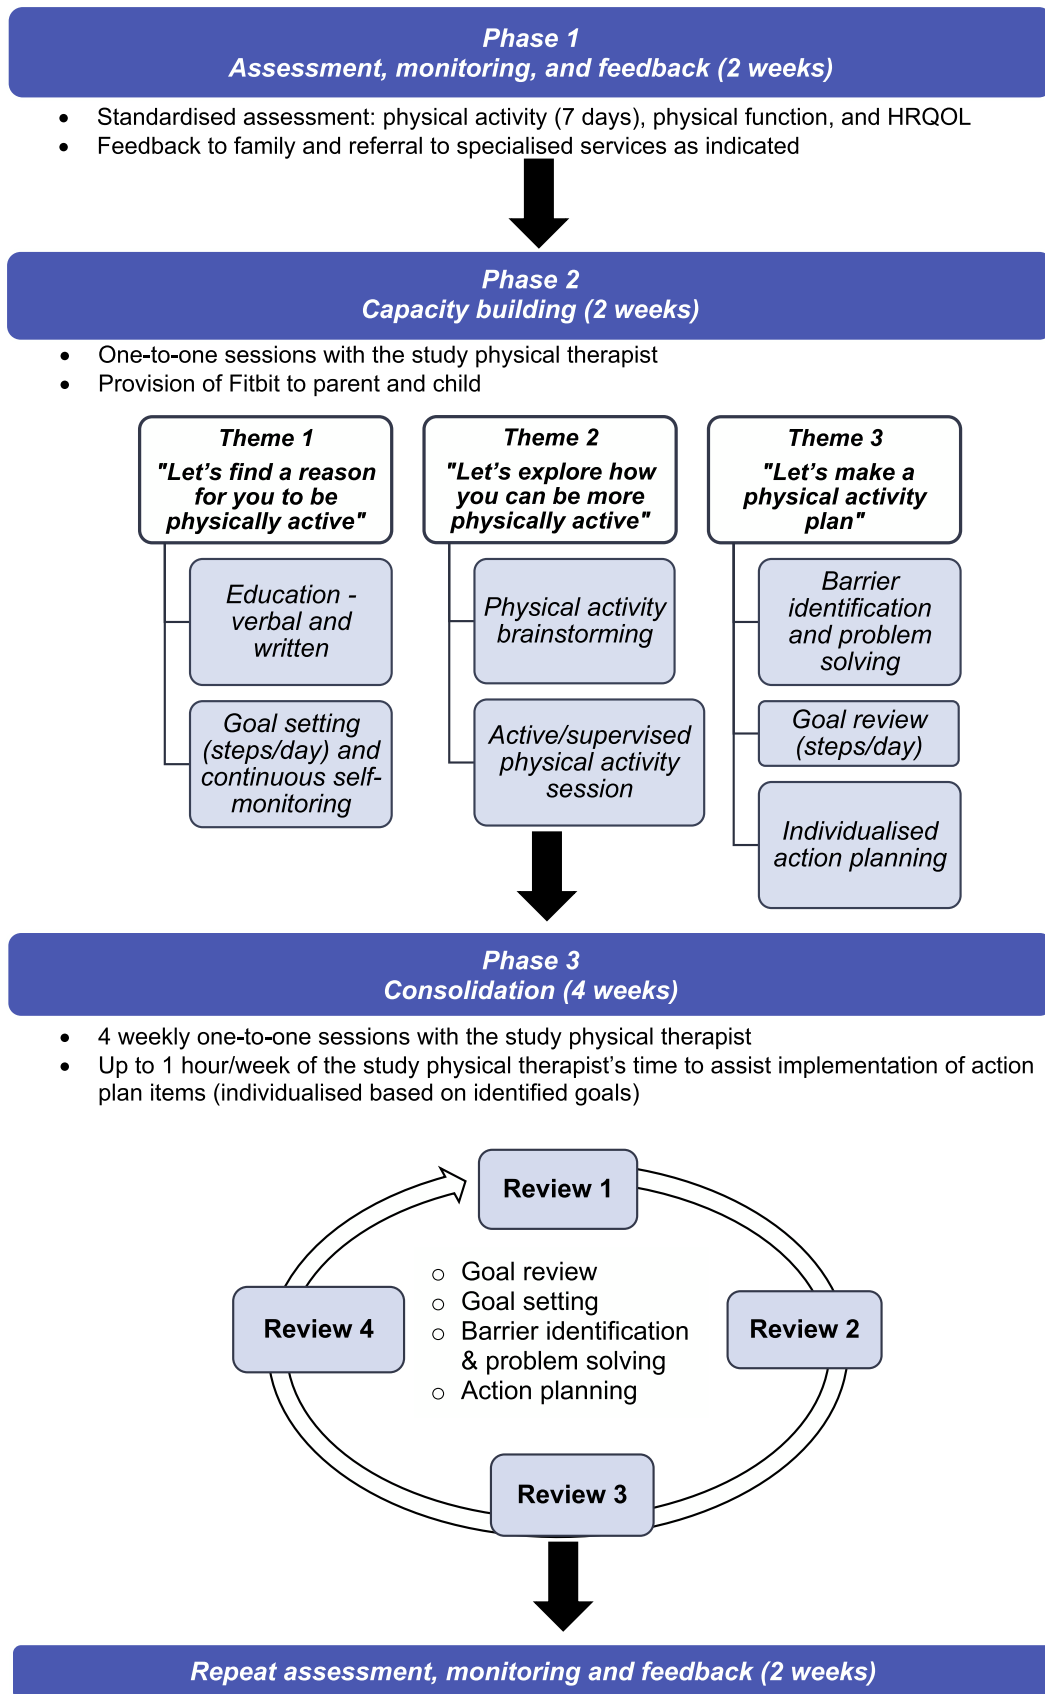 Phase 1
Assessment, monitoring, and feedback (2 weeks)
• Standardised assessment: physical activity (7 days), physical function, and HRQOL
• Feedback to family and referral to specialised services as indicated
Phase 2
Capacity building (2 weeks)
• One-to-one sessions with the study physical therapist
• Provision of Fitbit to parent and child
Theme 1
"Let’s find a reason
for you to be
physically active"
Education -
verbal and
written
Goal setting
(steps/day) and
continuous self-
monitoring
Theme 2
"Let’s explore how
you can be more
physically active"
Physical activity
brainstorming
Active/supervised
physical activity
session
Theme 3
"Let’s make a
physical activity
plan"
Barrier
identification
and problem
solving
Goal review
(steps/day)
Individualised
action planning
Phase 3
Consolidation (4 weeks)
• 4 weekly one-to-one sessions with the study physical therapist
• Up to 1 hour/week of the study physical therapist’s time to assist implementation of action
plan items (individualised based on identified goals)
Review 1
Review 2
Review 3
Review 4
○ Goal review
○ Goal setting
○ Barrier identification
& problem solving
○ Action planning
Repeat assessment, monitoring and feedback (2 weeks)